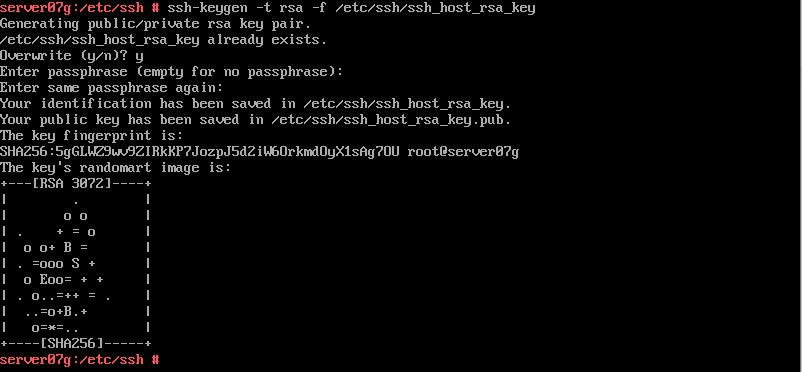 server07g:/etc/ssh # ssh-keygen -t rsa -f /etc/ssh/ssh_host_rsa_key
Generating public/private rsa key pair.
/etc/ssh/ssh_host_rsa_key already exists.
Overwrite (y/n)? y
Enter passphrase (empty for no passphrase):
Enter same passphrase again:
Your identification has been saved in /etc/ssh/ssh_host_rsa_key.
Your public key has been saved in /etc/ssh/ssh_host_rsa_key.pub.
The key fingerprint is:
SHA256:5gGLWZ9wv9ZIRkKP7JozpJ5d2iW6OrkmdOyX1sAg7OU root@server07g
The key's randomart image is:
+---[RSA 3072]----+
|        .        |
|       o o       |
| .    + = o      |
|  o o+ B =       |
| . =ooo S +      |
|  o Eoo= + +     |
| . o..=++ = .    |
|  ..=o+B.+       |
|   o=*=..        |
+----[SHA256]-----+
server07g:/etc/ssh #